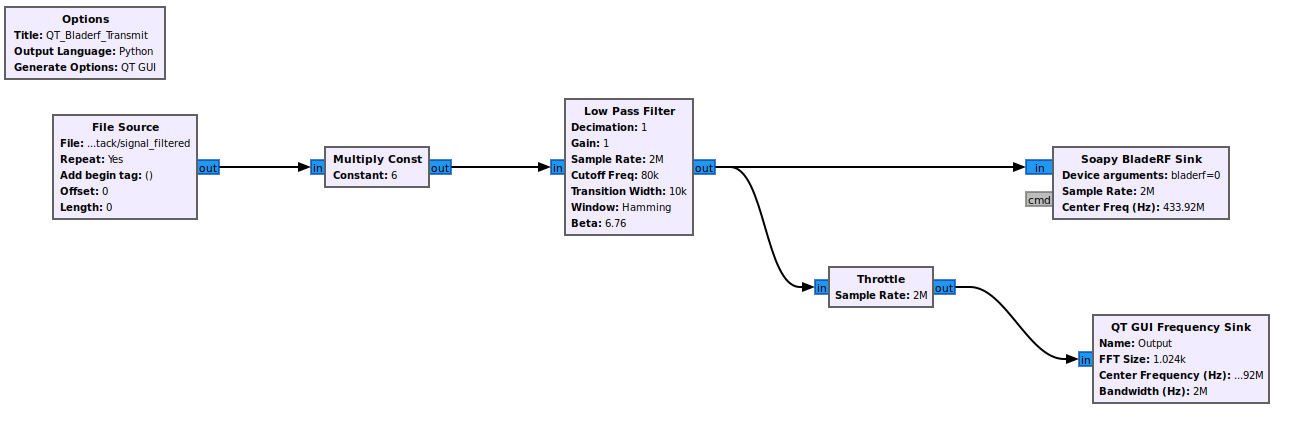 Options
Title: QT_Bladerf_Transmit
Output Language: Python
Generate Options: QT GUI
File Source
File: ...tack/signal_filtered
Repeat: Yes
Add begin tag: ()
Offset: 0
Length: 0
out
in
Multiply Const
Constant: 6
out
in
Low Pass Filter
Decimation: 1
Gain: 1
Sample Rate: 2M
Cutoff Freq: 80k
Transition Width: 10k
Window: Hamming
Beta: 6.76
out
in
cmd
Soapy BladeRF Sink
Device arguments: bladerf=0
Sample Rate: 2M
Center Freq (Hz): 433.92M
in
Throttle
Sample Rate: 2M
out
in
QT GUI Frequency Sink
Name: Output
FFT Size: 1.024k
Center Frequency (Hz): ...92M
Bandwidth (Hz): 2M